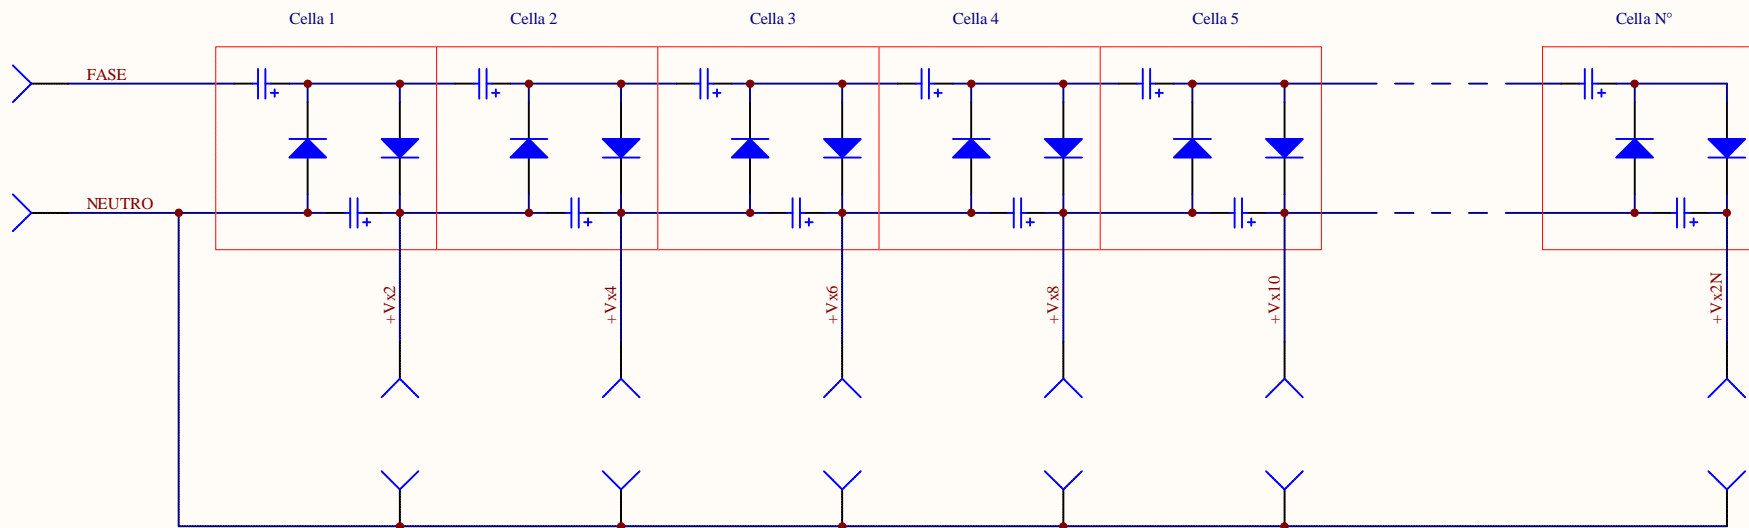 Cella 1
Cella 2
Cella 3
Cella 4
Cella 5
Cella N°
FASE
NEUTRO
+Vx2
+Vx4
+Vx6
+Vx8
+Vx10
+Vx2N